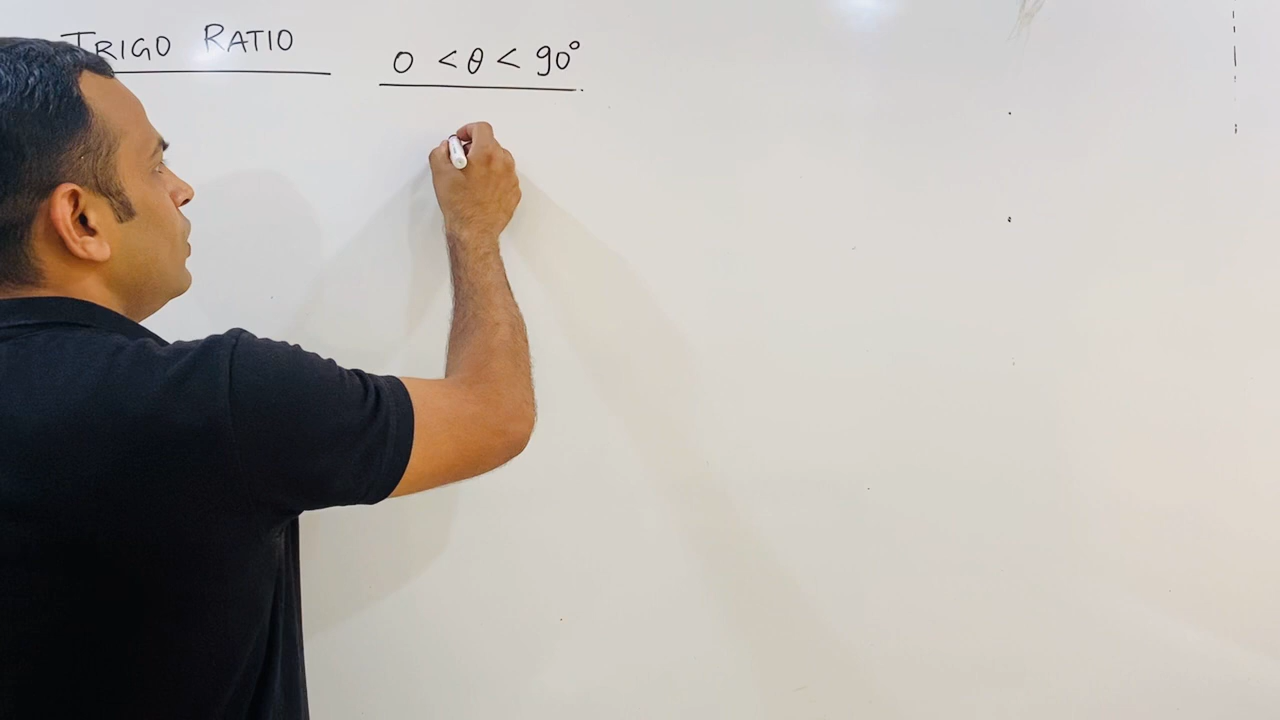 TRIGO RATIO
0 < θ < 90°